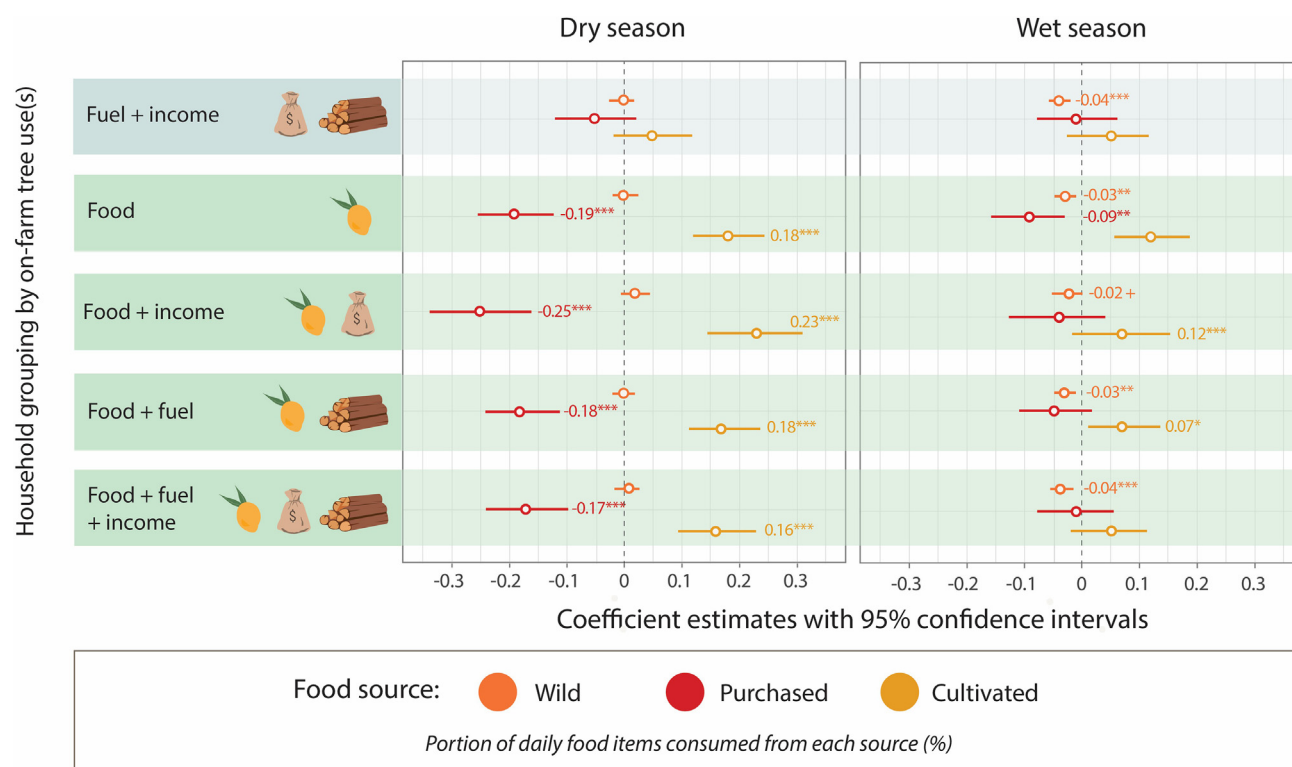 Dry season
Wet season
Household grouping by on-farm tree use(s)
Fuel + income
$
-0.04***
Food
-0.19***
0.18***
-0.03**
-0.09**
Food + income
$
-0.25***
0.23***
-0.02 +
0.12***
Food + fuel
-0.18***
0.18***
-0.03**
0.07*
Food + fuel
+ income
$
-0.17***
0.16***
-0.04***
-0.3 -0.2 -0.1 0 0.1 0.2 0.3
-0.3 -0.2 -0.1 0 0.1 0.2 0.3
Coefficient estimates with 95% confidence intervals
Food source: Wild Purchased Cultivated
Portion of daily food items consumed from each source (%)